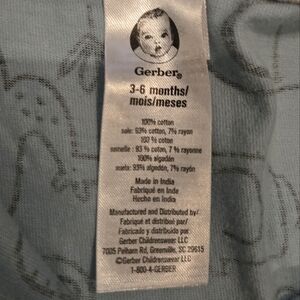 Gerber®
3-6 months/
mois/meses
100% cotton
sole: 93% cotton, 7% rayon
100 % coton
semelle : 93 % coton, 7 % rayonne
100% algodón
suela: 93% algodón, 7% rayón
Made in India
Fabriqué en Inde
Hecho en India
Manufactured and Distributed by/
Fabriqué et distribué par/
Fabricado y distribuido por:
Gerber Childrenswear LLC
7005 Pelham Rd, Greenville, SC 29615
©Gerber Childrenswear LLC
1-800-4-GERBER